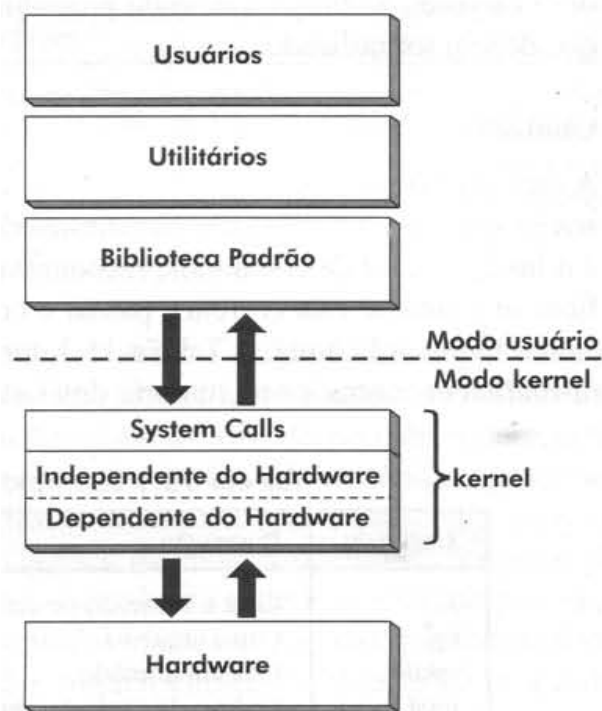 Usuários
Utilitários
Biblioteca Padrão
Modo usuário
Modo kernel
System Calls
Independente do Hardware
kernel
Dependente do Hardware
Hardware